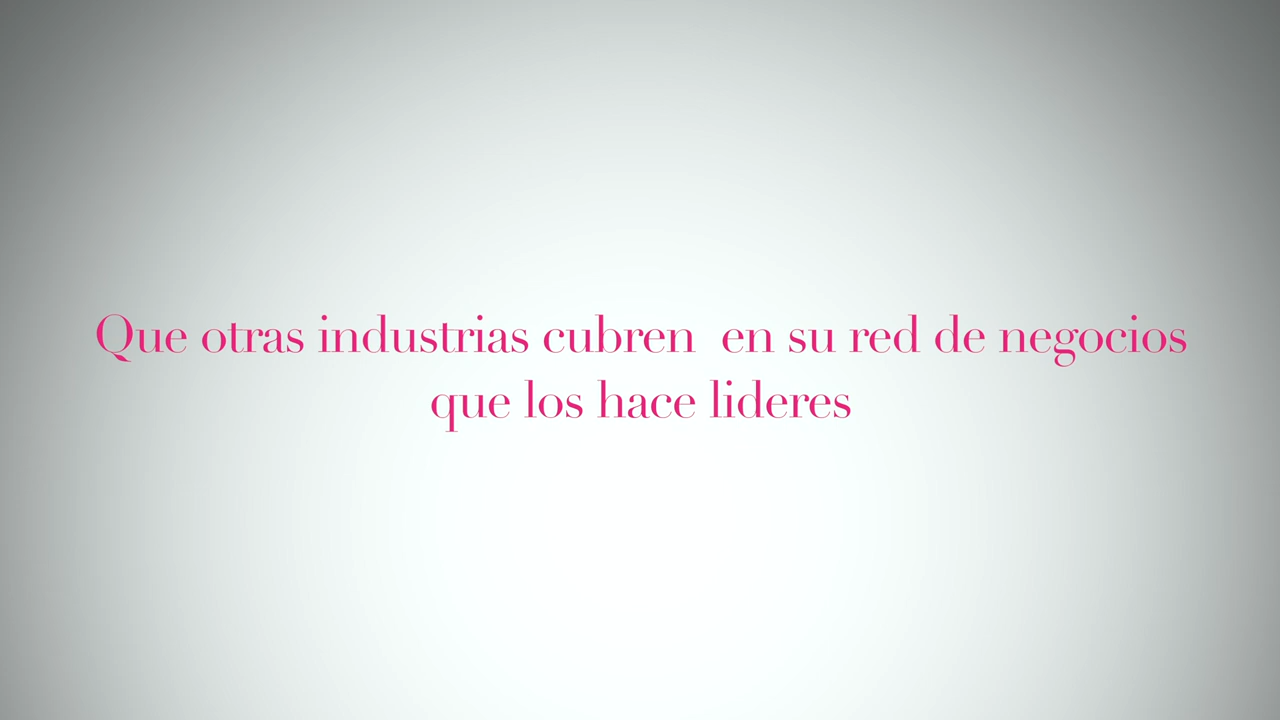 Que otras industrias cubren  en su red de negocios
que los hace lideres